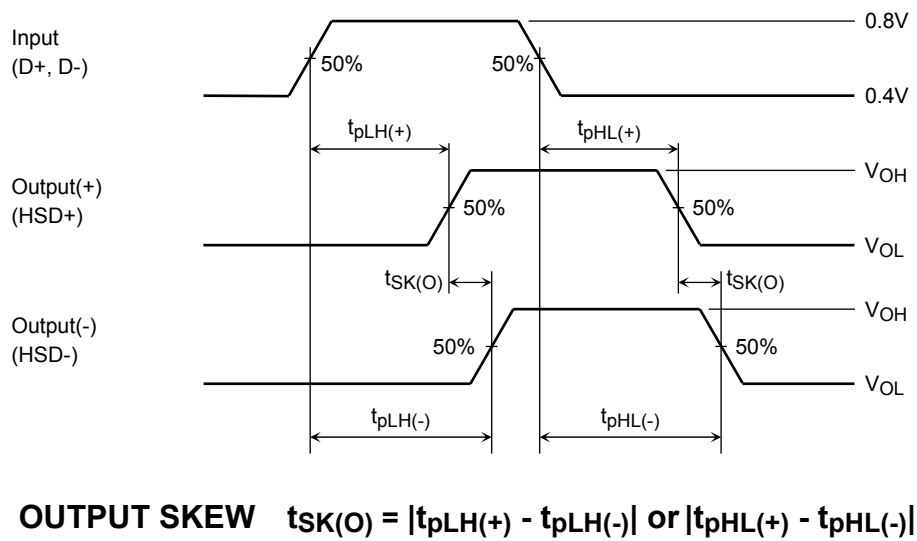 Input
(D+, D-)
50%
50%
0.8V
0.4V
tpLH(+)
tpHL(+)
Output(+)
(HSD+)
50%
50%
VOH
VOL
tSK(O)
tSK(O)
Output(-)
(HSD-)
50%
50%
VOH
VOL
tpLH(-)
tpHL(-)
OUTPUT SKEW tSK(O) = |tpLH(+) - tpLH(-)| or |tpHL(+) - tpHL(-)|